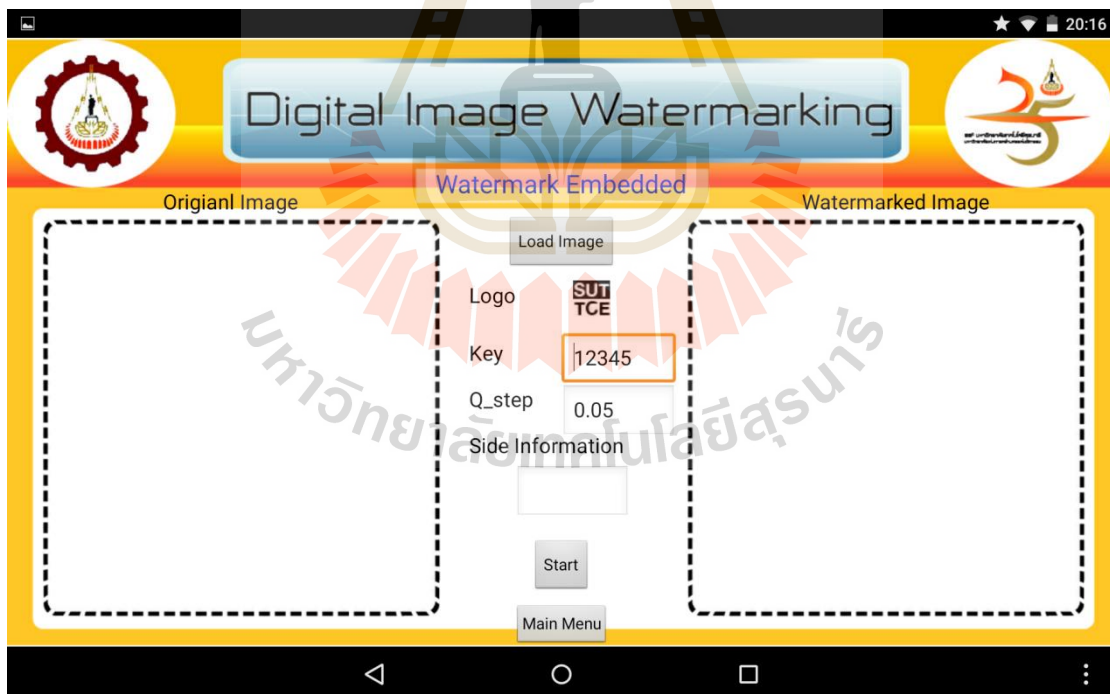 20:16
Digital Image Watermarking
Watermark Embedded
Origianl Image
Watermarked Image
Load Image
Logo
SUT
TCE
Key
12345
Q_step
0.05
Side Information
Start
Main Menu
มหาวิทยาลัยเทคโนโลยีสุรนารี